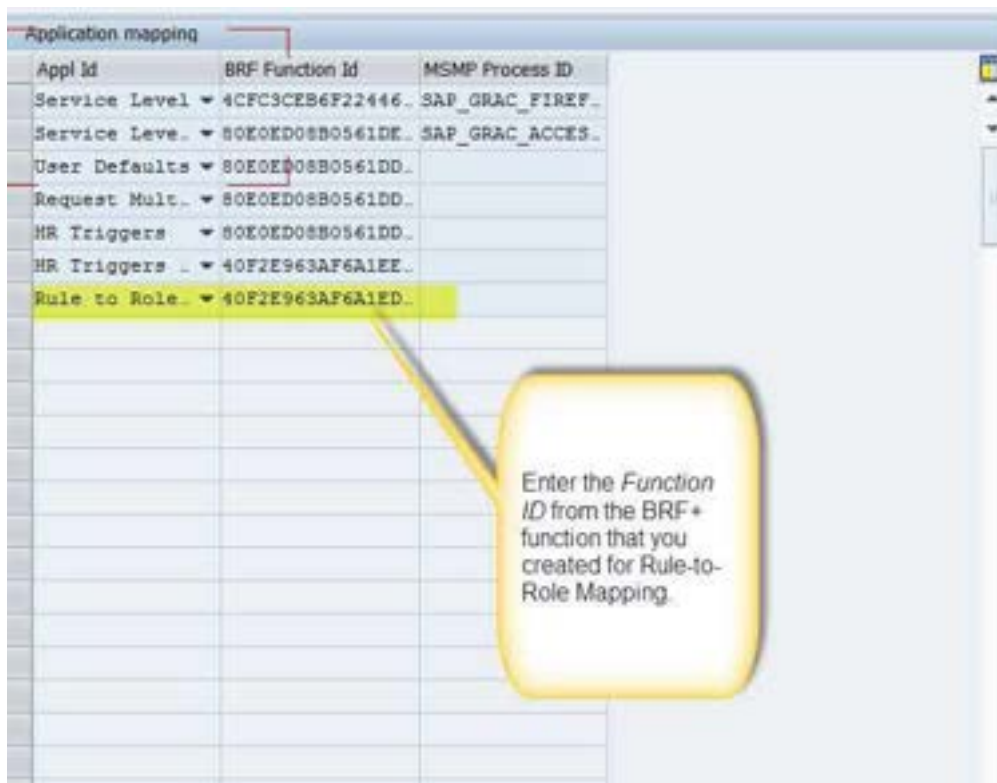 Application mapping
Appl Id BRF Function Id MSMP Process ID
Service Level 4CFC3CEB6F22446.. SAP_GRAC_FIREF..
Service Leve.. 80E0ED08B0561DE.. SAP_GRAC_ACCES..
User Defaults 80E0ED08B0561DD..
Request Mult.. 80E0ED08B0561DD..
HR Triggers 80E0ED08B0561DD..
HR Triggers .. 40F2E963AF6A1EE..
Rule to Role.. 40F2E963AF6A1ED..
Enter the Function
ID from the BRF+
function that you
created for Rule-to-
Role Mapping.